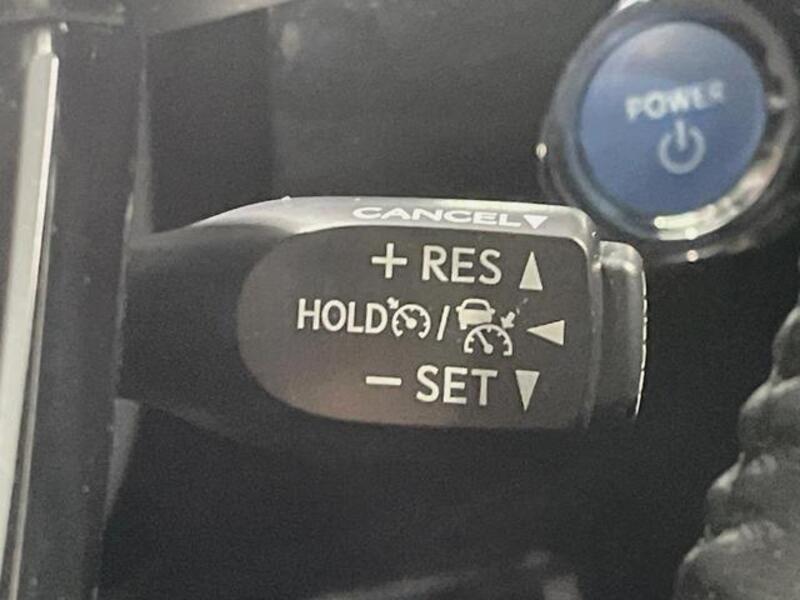 POWER
CANCEL▼
+ RES ▲
HOLD / ◀
− SET ▼